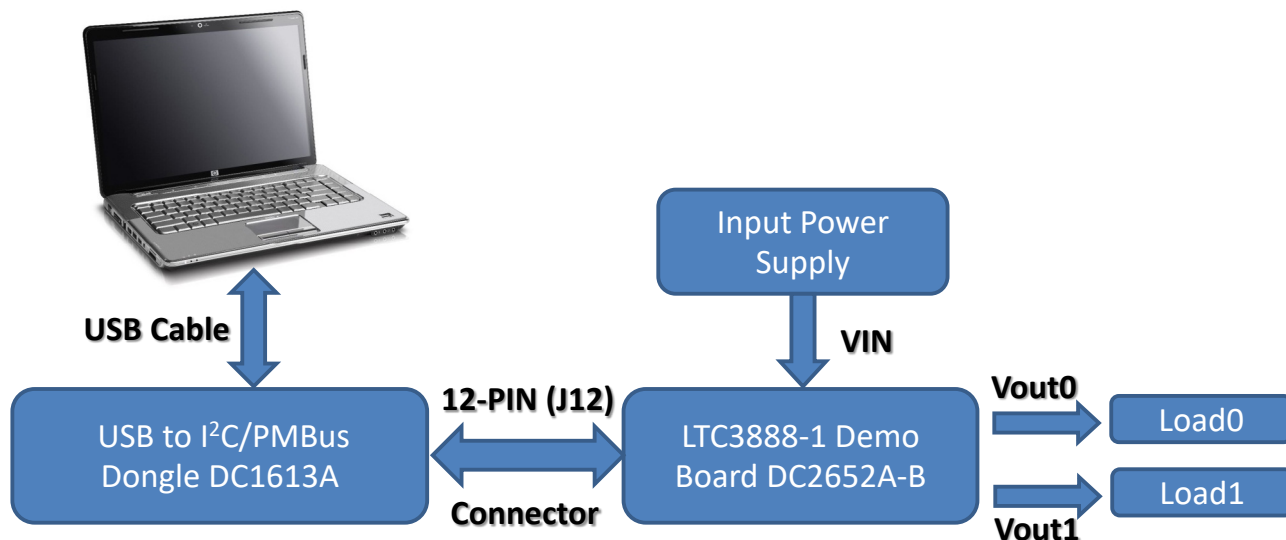 Input Power
Supply
USB Cable
VIN
12-PIN (J12)
Vout0
USB to I²C/PMBus
Dongle DC1613A
LTC3888-1 Demo
Board DC2652A-B
Load0
Load1
Connector
Vout1